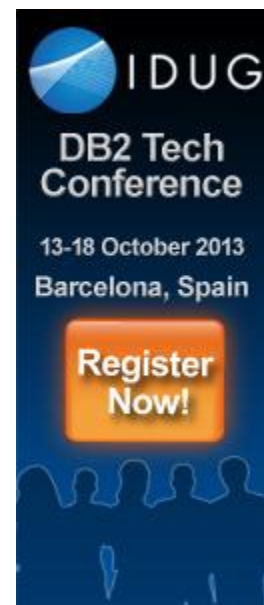 IDUG
DB2 Tech
Conference
13-18 October 2013
Barcelona, Spain
Register
Now!